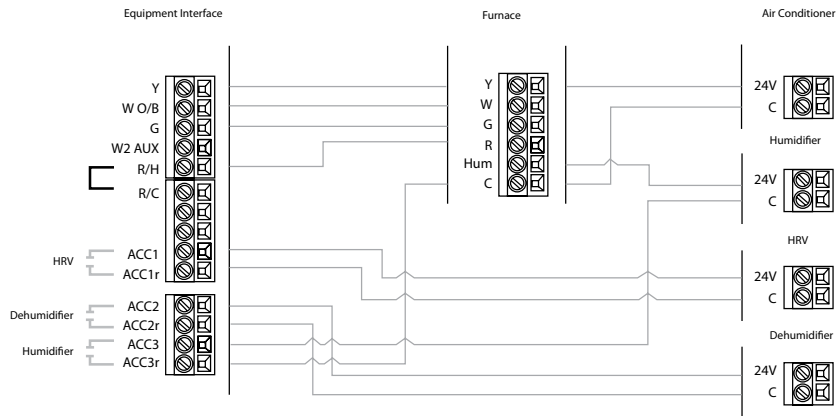 Equipment Interface
Furnace
Air Conditioner
Y
W O/B
G
W2 AUX
R/H
R/C
HRV
ACC1
ACC1r
Dehumidifier
ACC2
ACC2r
Humidifier
ACC3
ACC3r
Y
W
G
R
Hum
C
24V
C
Humidifier
24V
C
HRV
24V
C
Dehumidifier
24V
C